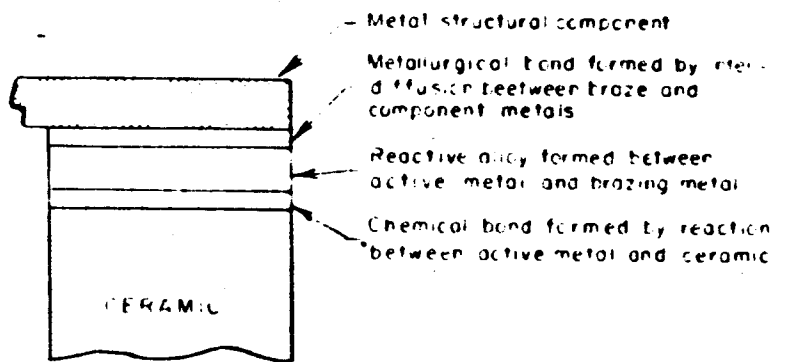 Metal structural component
Metallurgical bond formed by inter-
diffusion beetween braze and
component metals
Reactive alloy formed between
active metal and brazing metal
Chemical bond formed by reaction
between active metal and ceramic
CERAMIC